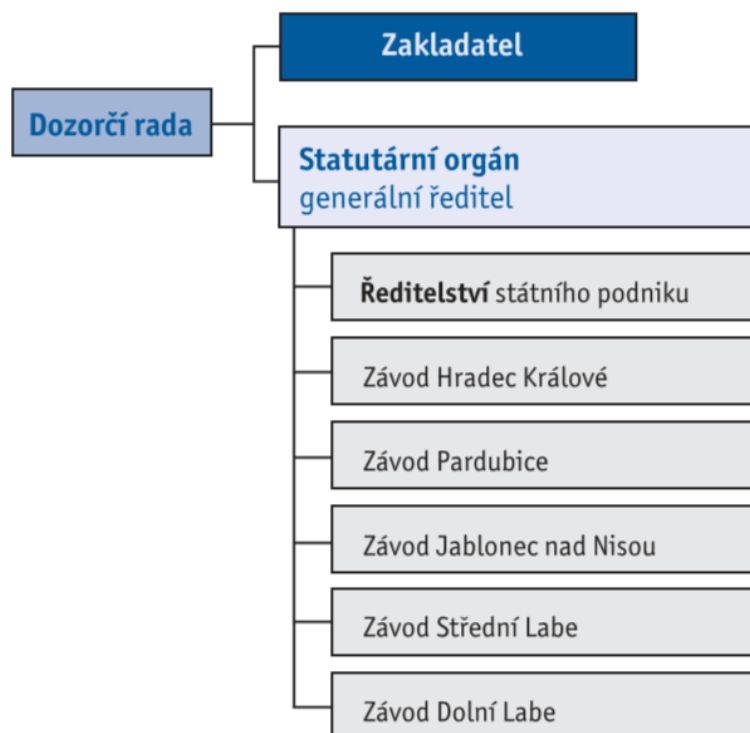 Zakladatel
Dozorčí rada
Statutární orgán
generální ředitel
Ředitelství státního podniku
Závod Hradec Králové
Závod Pardubice
Závod Jablonec nad Nisou
Závod Střední Labe
Závod Dolní Labe